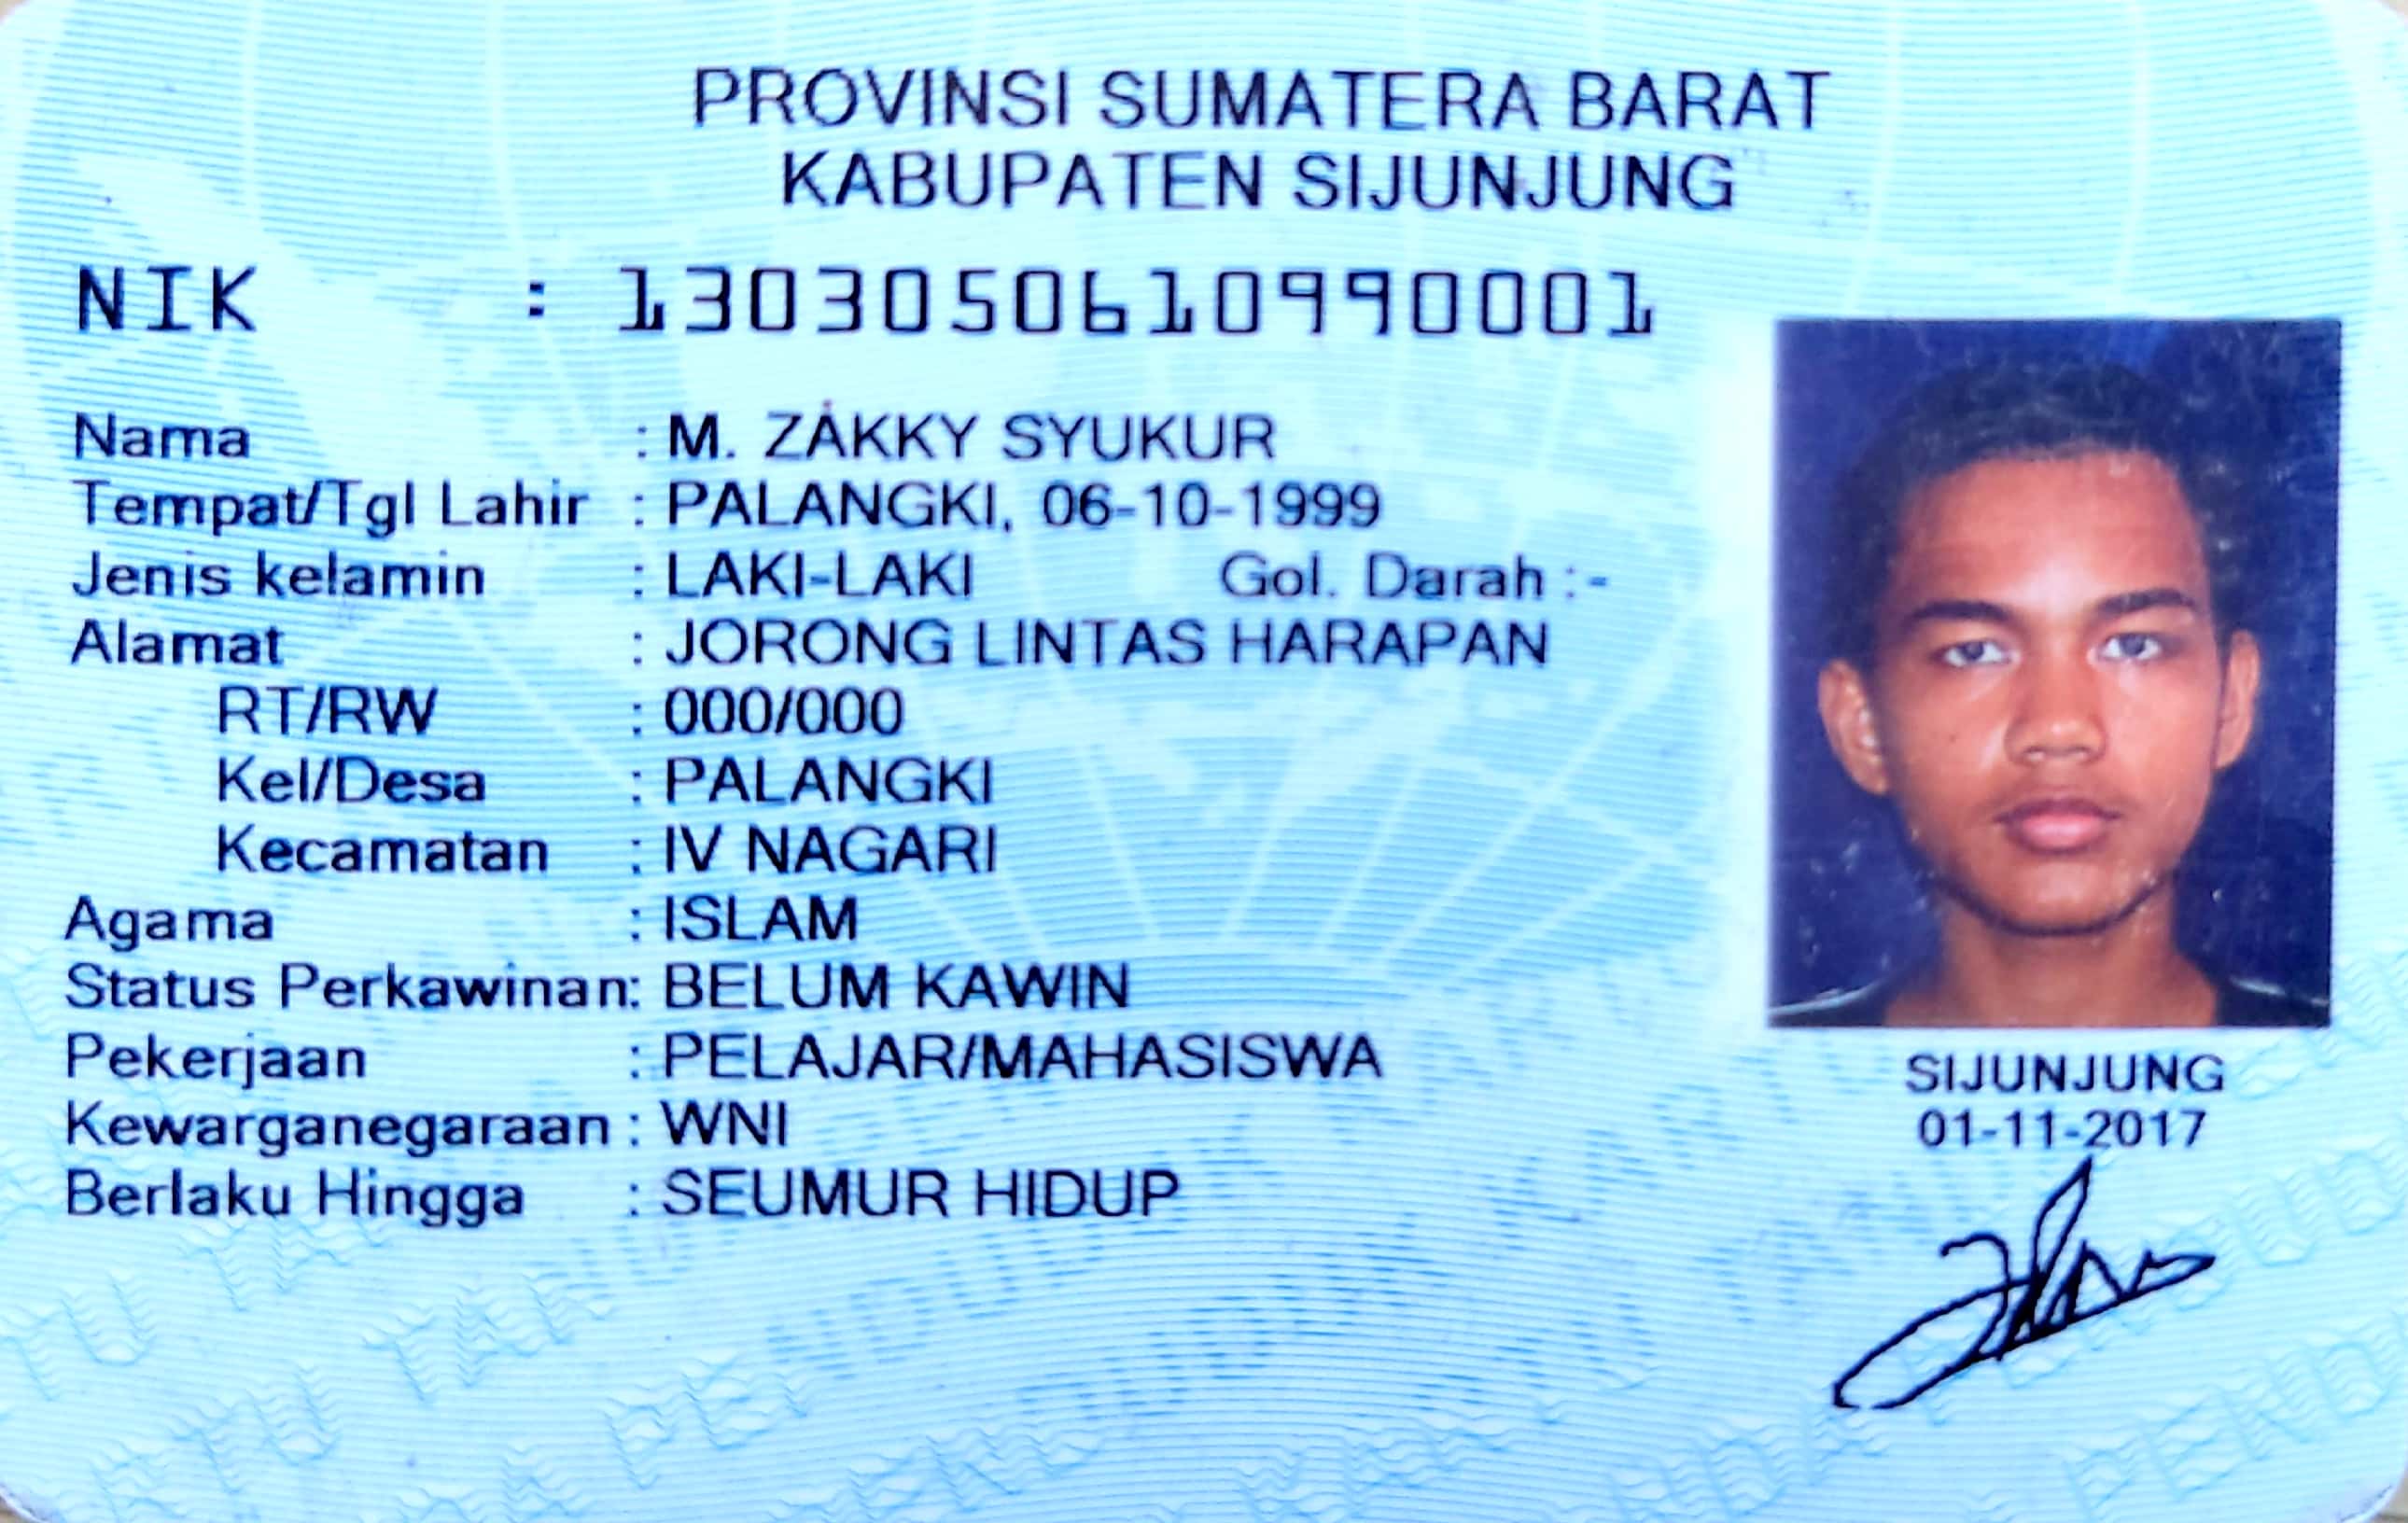 PROVINSI SUMATERA BARAT
KABUPATEN SIJUNJUNG
NIK : 1303050610990001
Nama : M. ZAKKY SYUKUR
Tempat/Tgl Lahir : PALANGKI, 06-10-1999
Jenis kelamin : LAKI-LAKI Gol. Darah :-
Alamat : JORONG LINTAS HARAPAN
RT/RW : 000/000
Kel/Desa : PALANGKI
Kecamatan : IV NAGARI
Agama : ISLAM
Status Perkawinan: BELUM KAWIN
Pekerjaan : PELAJAR/MAHASISWA
Kewarganegaraan : WNI
Berlaku Hingga : SEUMUR HIDUP
SIJUNJUNG
01-11-2017